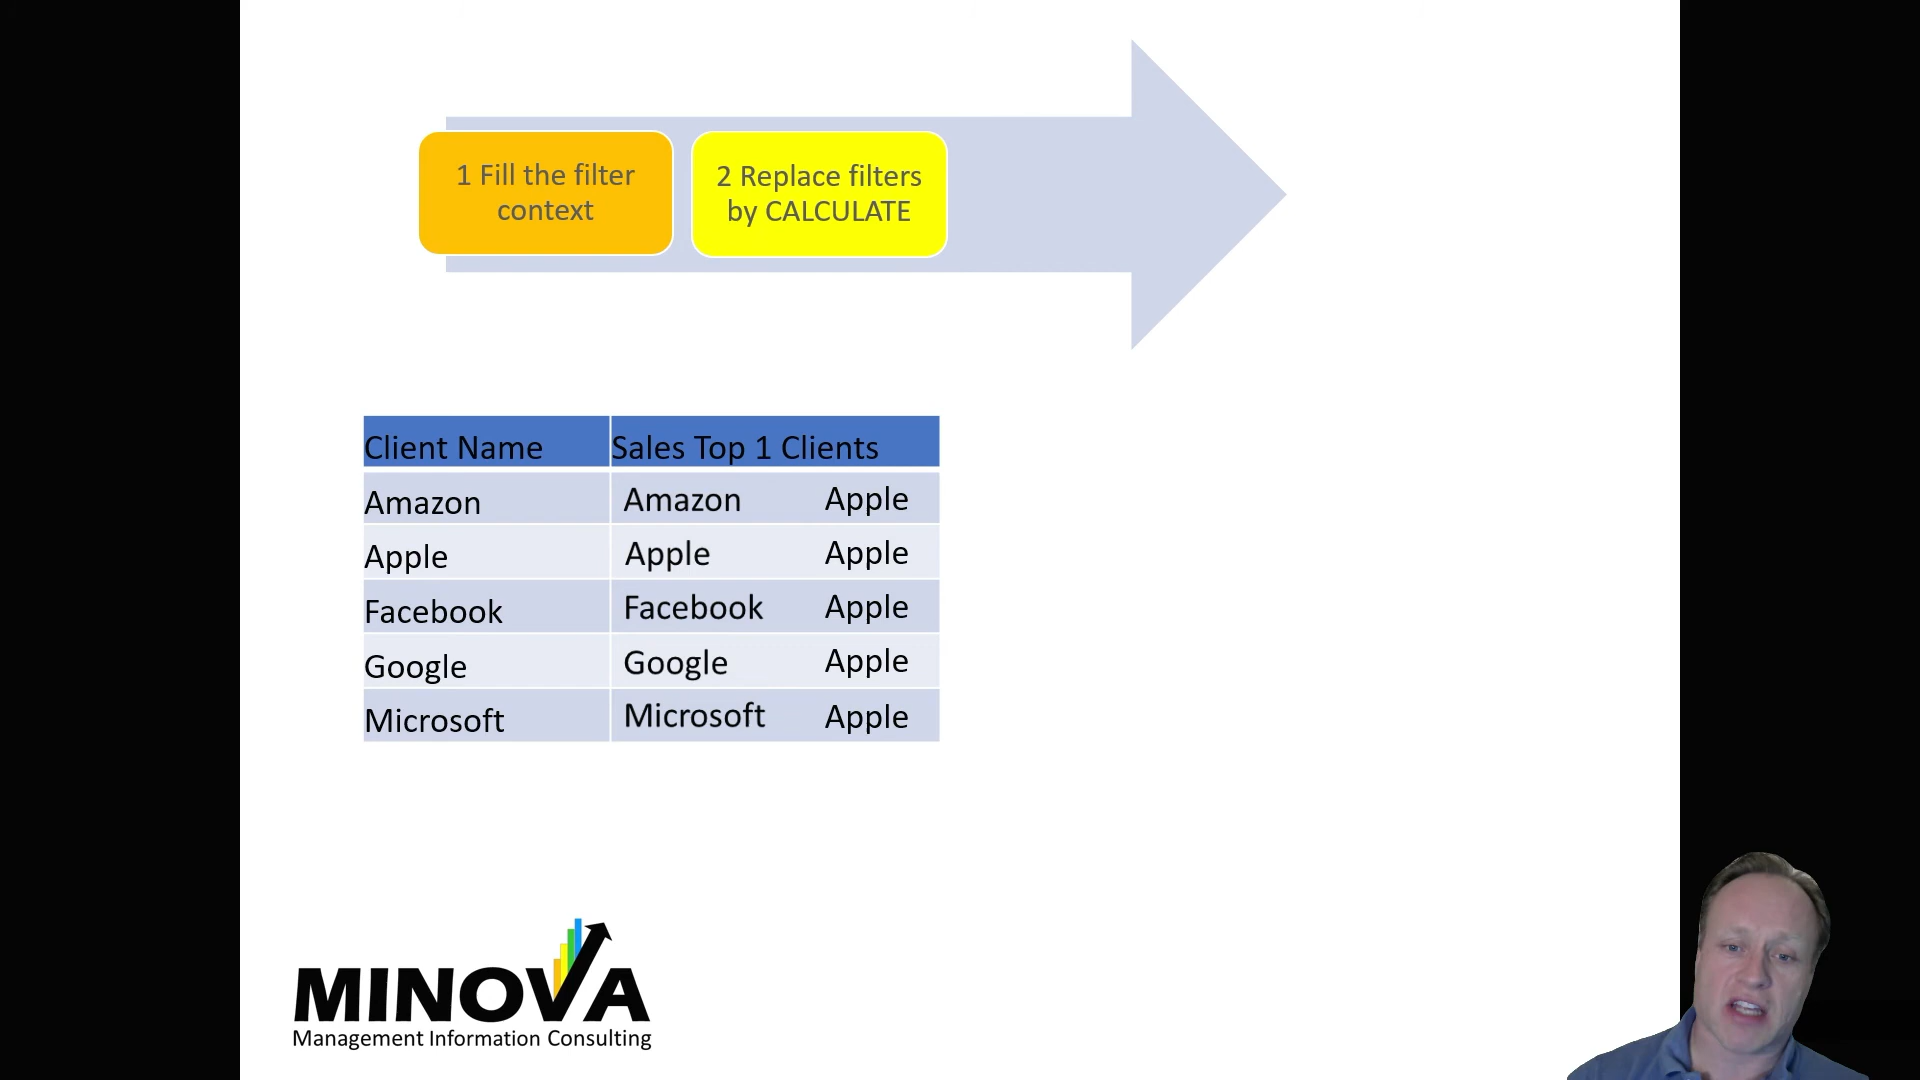 1 Fill the filter
context
2 Replace filters
by CALCULATE
Client Name Sales Top 1 Clients
Amazon Amazon Apple
Apple Apple Apple
Facebook Facebook Apple
Google Google Apple
Microsoft Microsoft Apple
MINOVA
Management Information Consulting